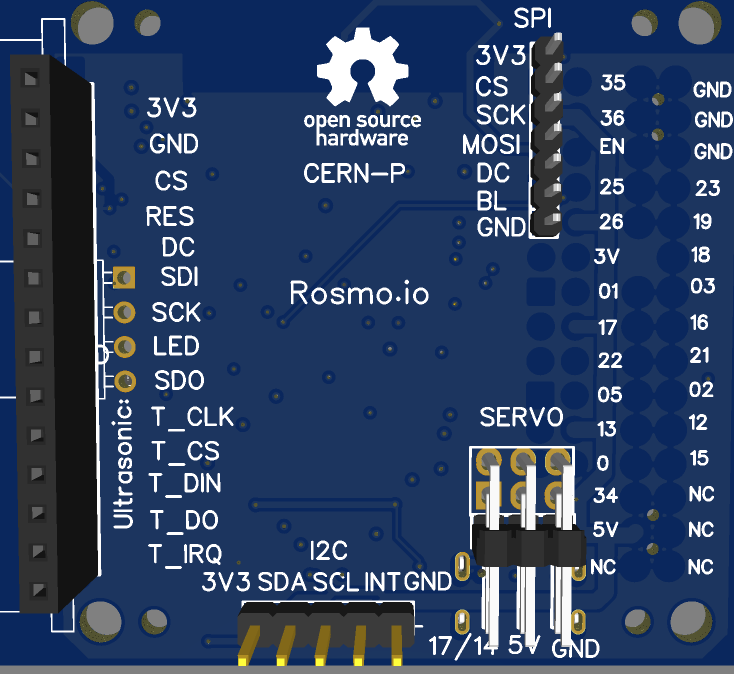 SPI
3V3
CS
SCK
MOSI
DC
BL
GND
open source
hardware
CERN-P
Rosmo.io
3V3
GND
CS
RES
DC
SDI
SCK
LED
SDO
T_CLK
T_CS
T_DIN
T_DO
T_IRQ
Ultrasonic:
35 GND
36 GND
EN GND
25 23
26 19
3V 18
01 03
17 16
22 21
05 02
13 12
0 15
34 NC
5V NC
NC NC
SERVO
I2C
3V3 SDA SCL INT GND
17/14 5V GND